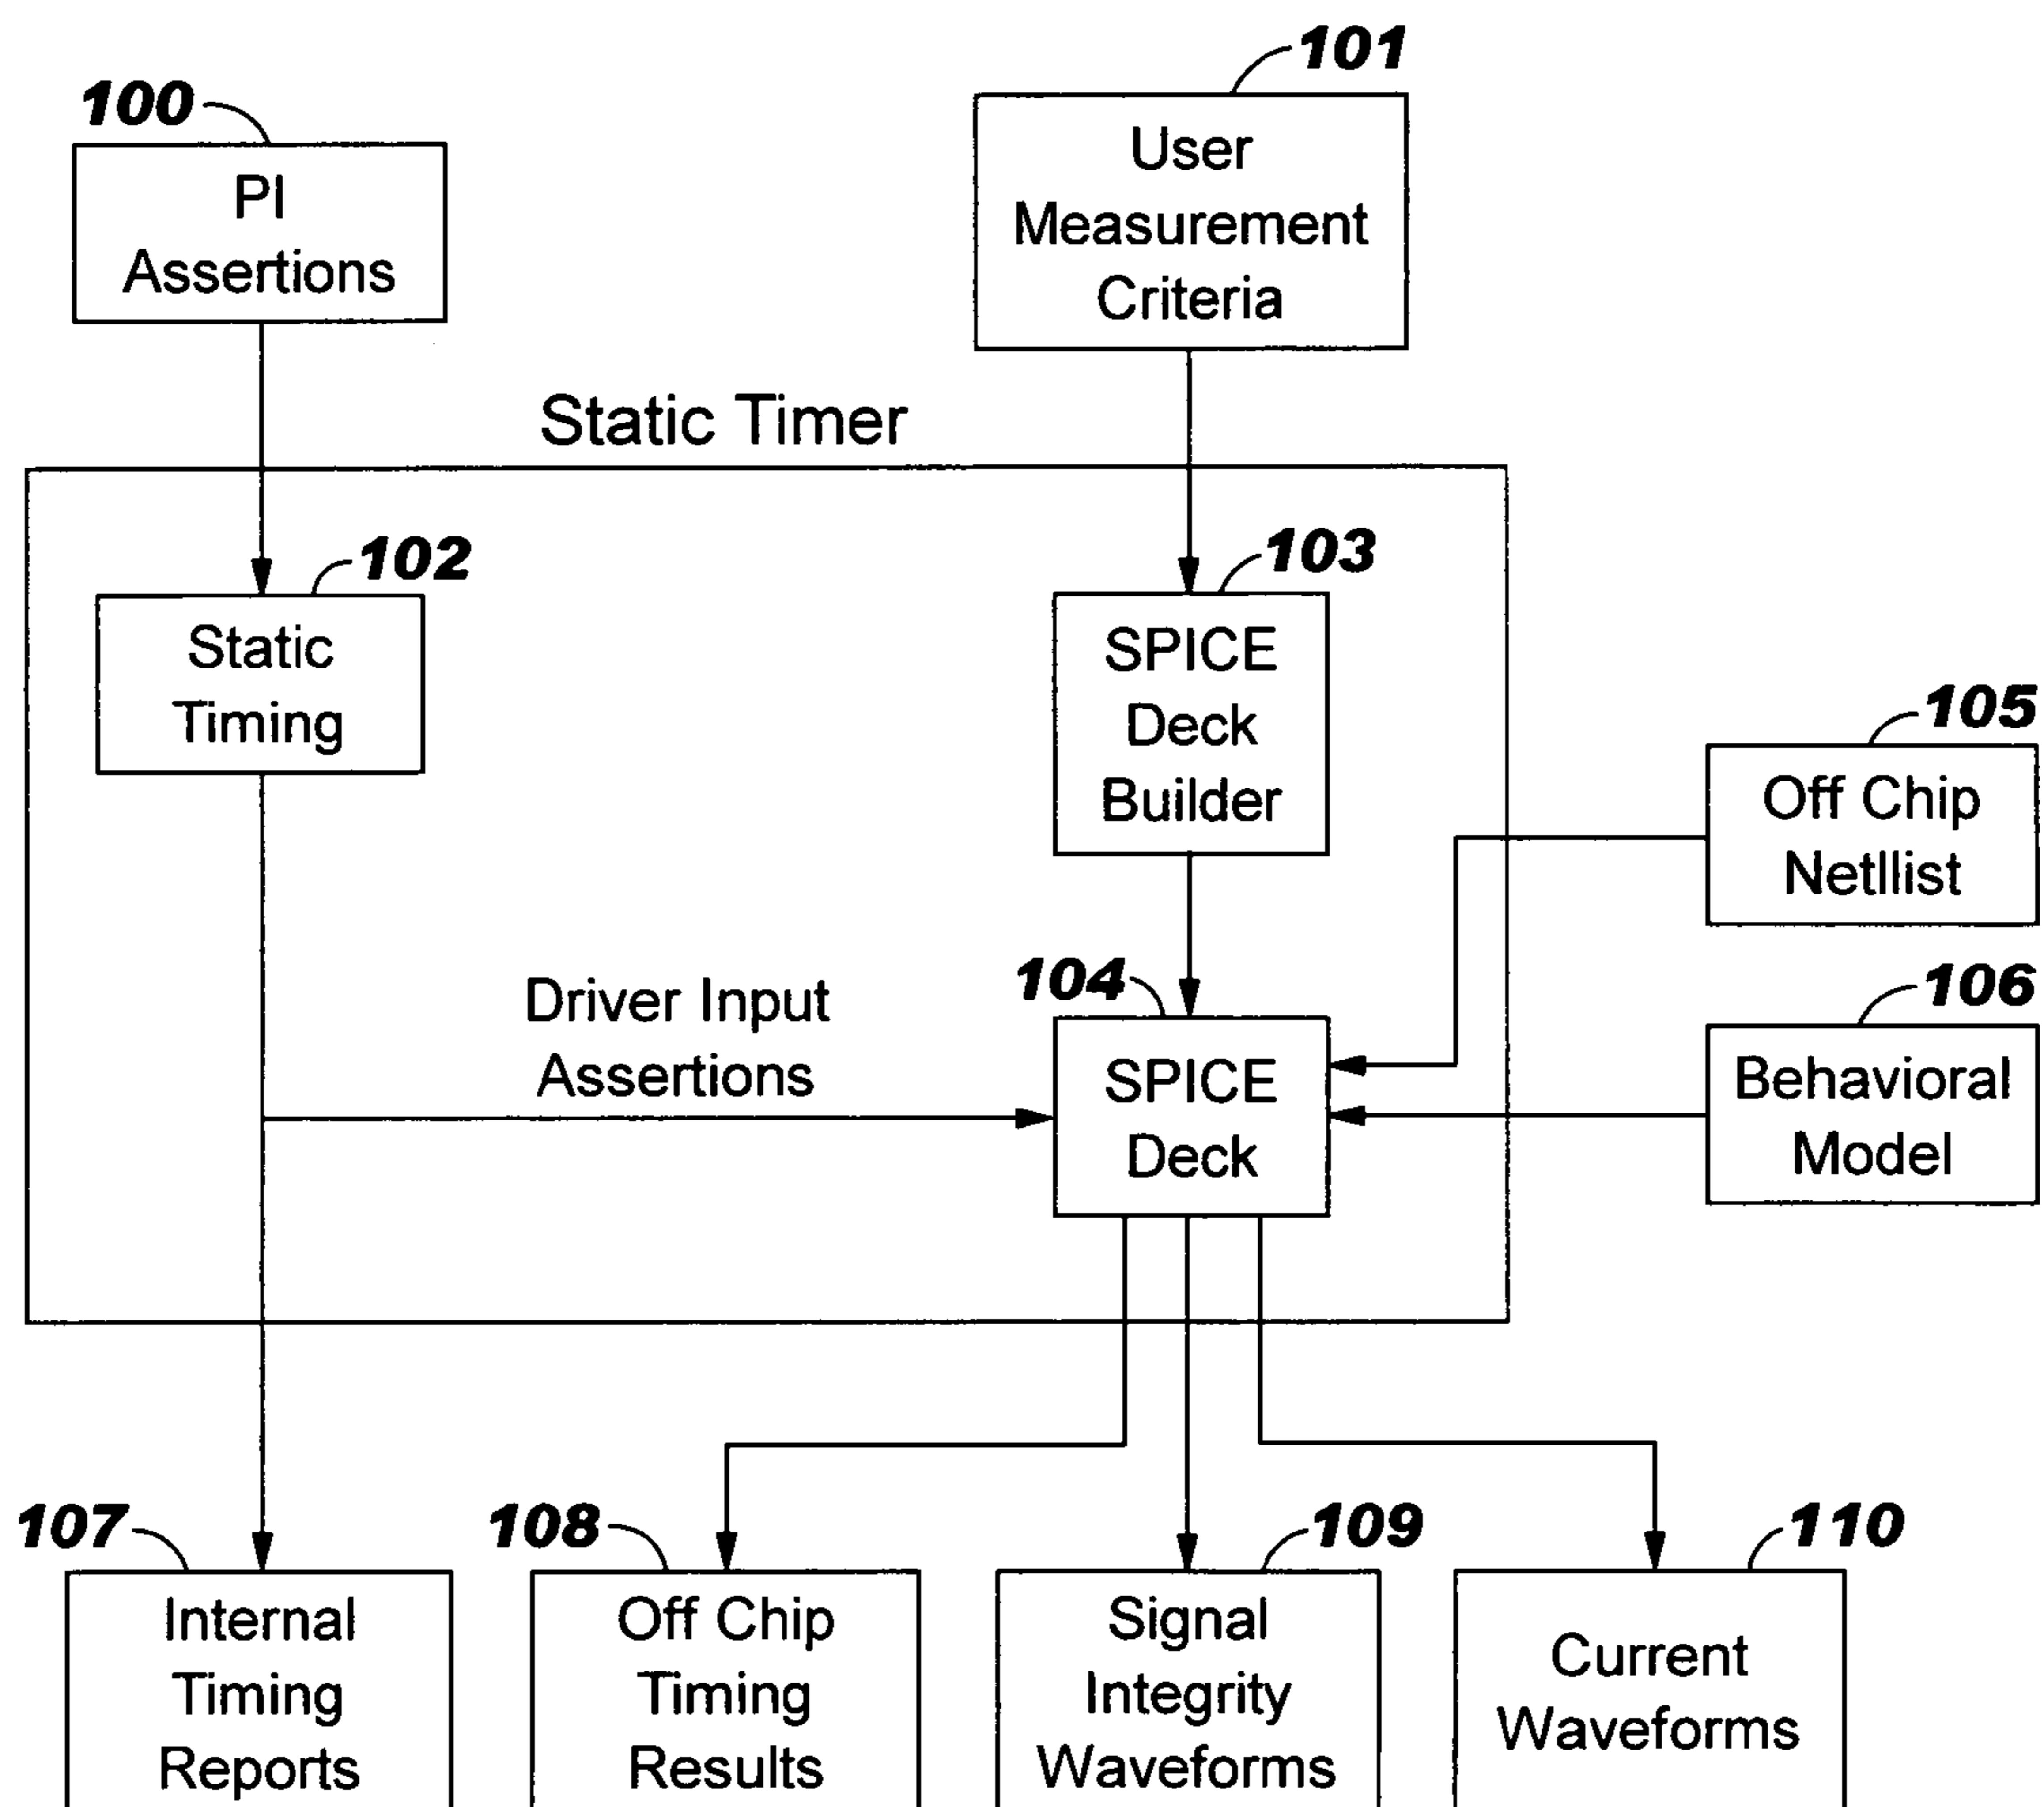 101
100
User
Measurement
Criteria
PI
Assertions
Static Timer
102
103
Static
Timing
SPICE
Deck
Builder
105
Off Chip
Netllist
104
106
Driver Input
Assertions
SPICE
Deck
Behavioral
Model
107
108
109
110
Internal
Timing
Reports
Off Chip
Timing
Results
Signal
Integrity
Waveforms
Current
Waveforms